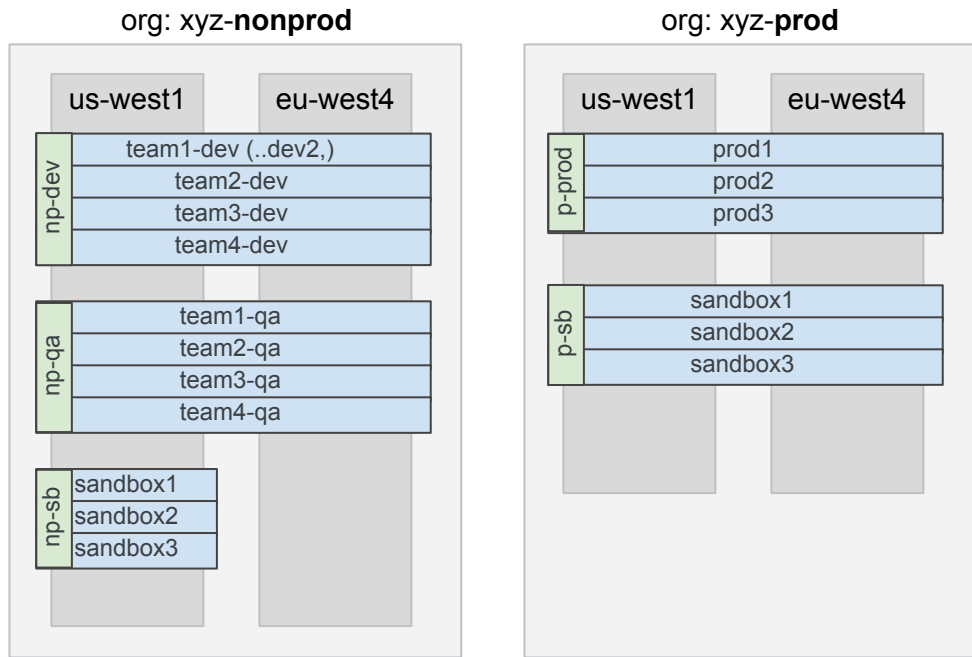 org: xyz-nonprod
us-west1
eu-west4
np-dev
team1-dev (..dev2,)
team2-dev
team3-dev
team4-dev
np-qa
team1-qa
team2-qa
team3-qa
team4-qa
np-sb
sandbox1
sandbox2
sandbox3
org: xyz-prod
us-west1
eu-west4
p-prod
prod1
prod2
prod3
p-sb
sandbox1
sandbox2
sandbox3